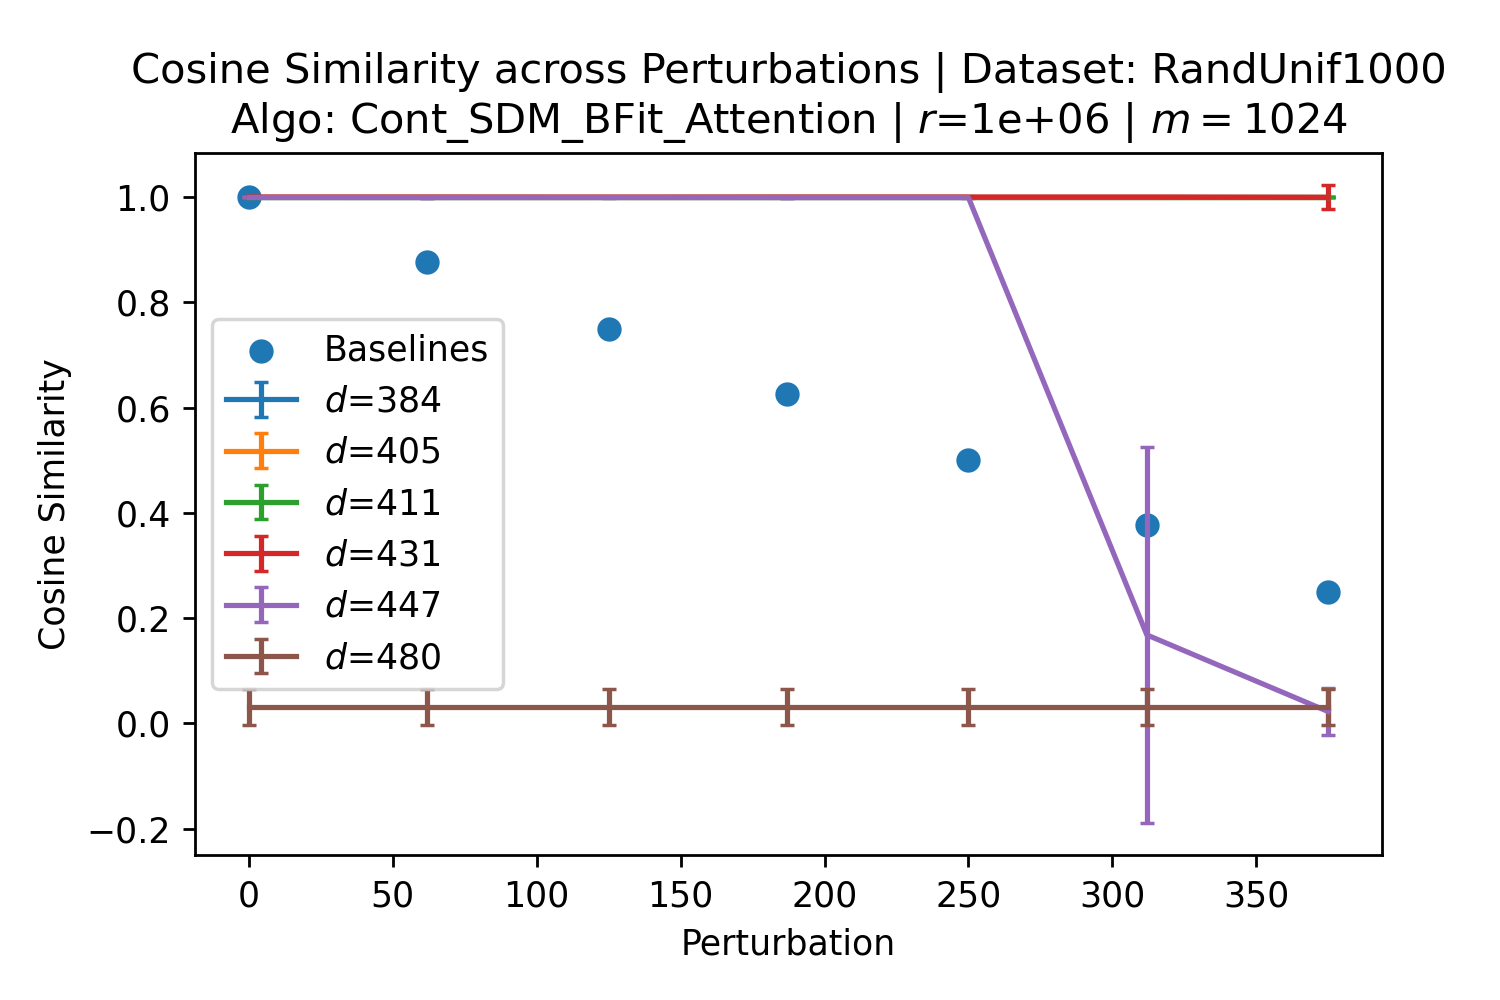 Cosine Similarity across Perturbations | Dataset: RandUnif1000
Algo: Cont_SDM_BFit_Attention | r=1e+06 | m = 1024
Cosine Similarity
1.0
0.8
0.6
0.4
0.2
0.0
−0.2
Baselines
d=384
d=405
d=411
d=431
d=447
d=480
0 50 100 150 200 250 300 350
Perturbation